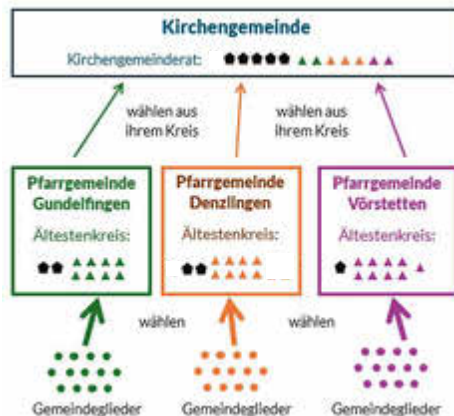 Kirchengemeinde
Kirchengemeinderat:
wählen aus
ihrem Kreis
wählen aus
ihrem Kreis
Pfarrgemeinde
Gundelfingen
Ältestenkreis:
Pfarrgemeinde
Denzlingen
Ältestenkreis:
Pfarrgemeinde
Vörstetten
Ältestenkreis:
wählen
wählen
Gemeindeglieder
Gemeindeglieder
Gemeindeglieder